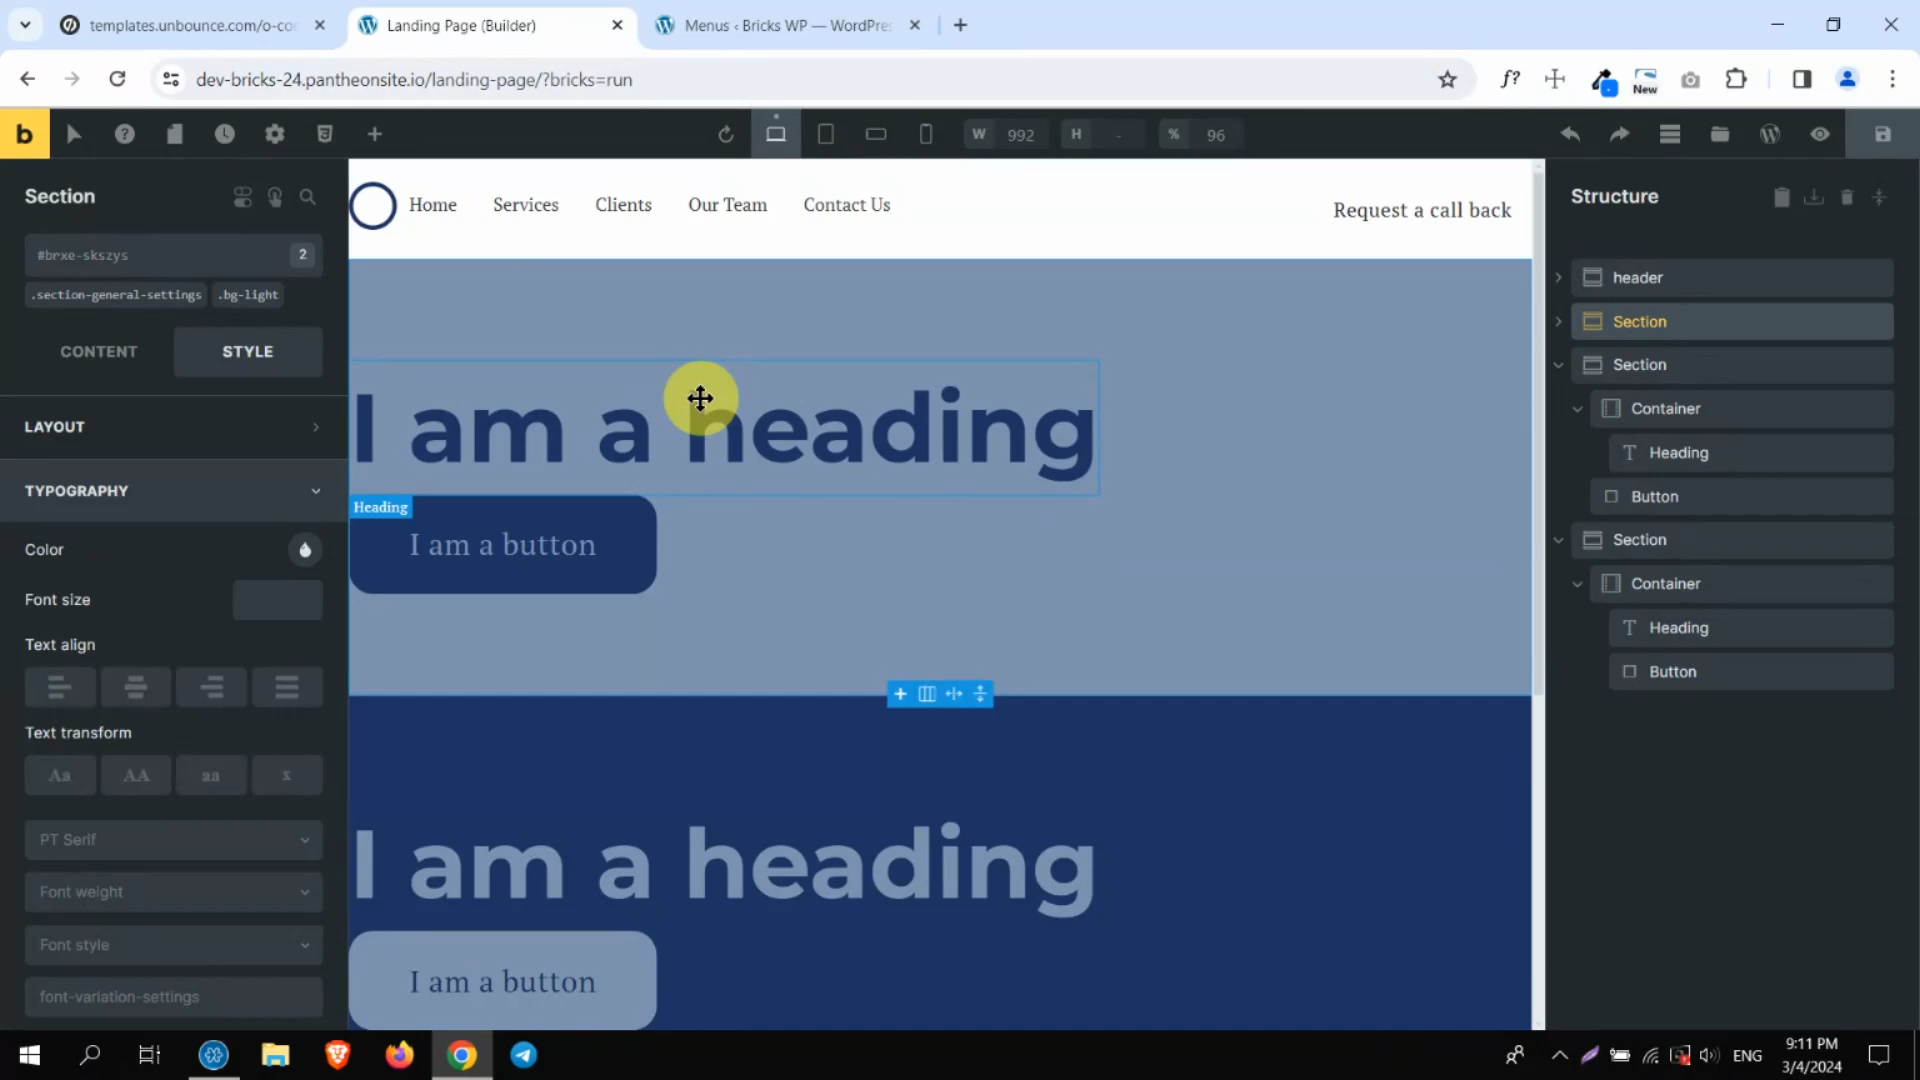 templates.unbounce.com/o-co
Landing Page (Builder)
Menus ‹ Bricks WP — WordPre
dev-bricks-24.pantheonsite.io/landing-page/?bricks=run
f?
New
b
W 992
H -
% 96
Section
#brxe-skszys
2
.section-general-settings
.bg-light
CONTENT
STYLE
LAYOUT
TYPOGRAPHY
Color
Font size
Text align
Text transform
Aa
AA
aa
x
PT Serif
Font weight
Font style
font-variation-settings
Home
Services
Clients
Our Team
Contact Us
Request a call back
I am a heading
Heading
I am a button
I am a heading
I am a button
Structure
header
Section
Section
Container
Heading
Button
Section
Container
Heading
Button
ENG
9:11 PM
3/4/2024